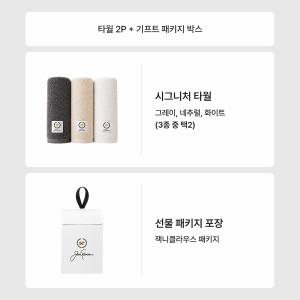 타월 2P + 기프트 패키지 박스
시그니처 타월
그레이, 네추럴, 화이트
(3종 중 택2)
선물 패키지 포장
잭니클라우스 패키지